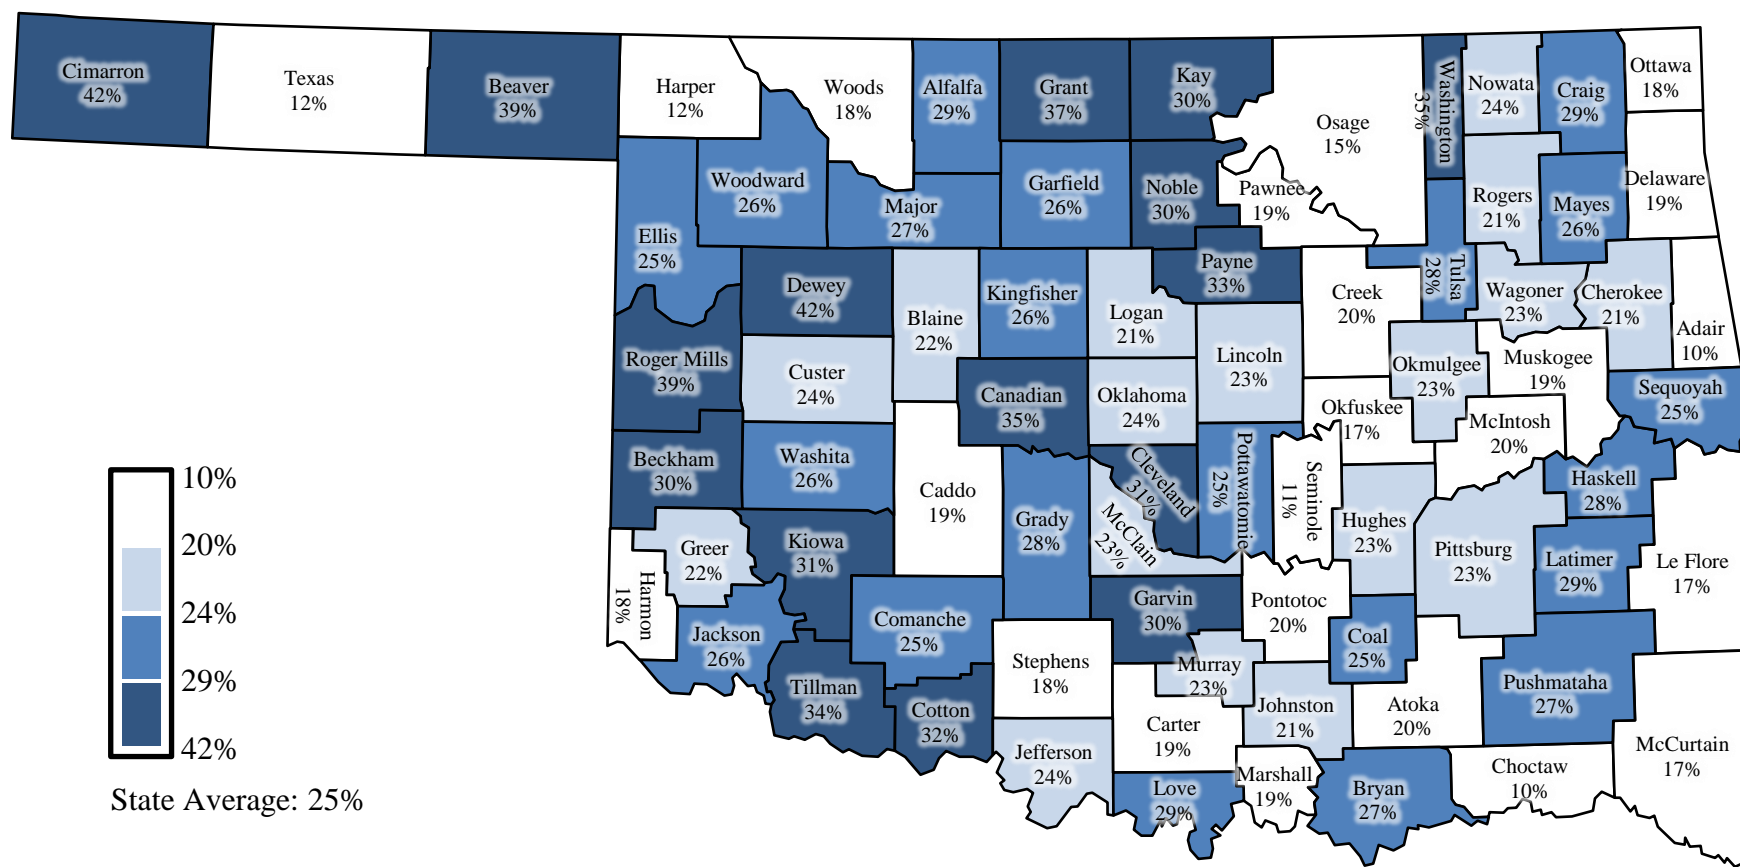 Cimarron
42%
Texas
12%
Beaver
39%
Harper
12%
Woods
18%
Alfalfa
29%
Grant
37%
Kay
30%
Osage
15%
Washington
35%
Nowata
24%
Craig
29%
Ottawa
18%
Woodward
26%
Major
27%
Garfield
26%
Noble
30%
Pawnee
19%
Rogers
21%
Mayes
26%
Delaware
19%
Ellis
25%
Dewey
42%
Blaine
22%
Kingfisher
26%
Logan
21%
Payne
33%
Creek
20%
Tulsa
28%
Wagoner
23%
Cherokee
21%
Adair
10%
Roger Mills
39%
Custer
24%
Canadian
35%
Oklahoma
24%
Lincoln
23%
Okmulgee
23%
Muskogee
19%
Sequoyah
25%
Okfuskee
17%
McIntosh
20%
Beckham
30%
Washita
26%
Caddo
19%
Grady
28%
Cleveland
31%
McClain
23%
Pottawatomie
25%
Seminole
11%
Hughes
23%
Pittsburg
23%
Haskell
28%
Latimer
29%
Le Flore
17%
Greer
22%
Kiowa
31%
Harmon
18%
Jackson
26%
Comanche
25%
Garvin
30%
Pontotoc
20%
Coal
25%
Stephens
18%
Murray
23%
Tillman
34%
Cotton
32%
Carter
19%
Johnston
21%
Atoka
20%
Pushmataha
27%
McCurtain
17%
Jefferson
24%
Love
29%
Marshall
19%
Bryan
27%
Choctaw
10%
10%
20%
24%
29%
42%
State Average: 25%